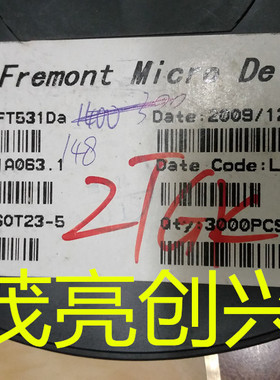 Fremont Micro De
FT531Da
1400 300
Date:2009/12
148
1A063.1
Date Code:L
2TGK
SOT23-5
Qty:3000PCS
茂亮创兴